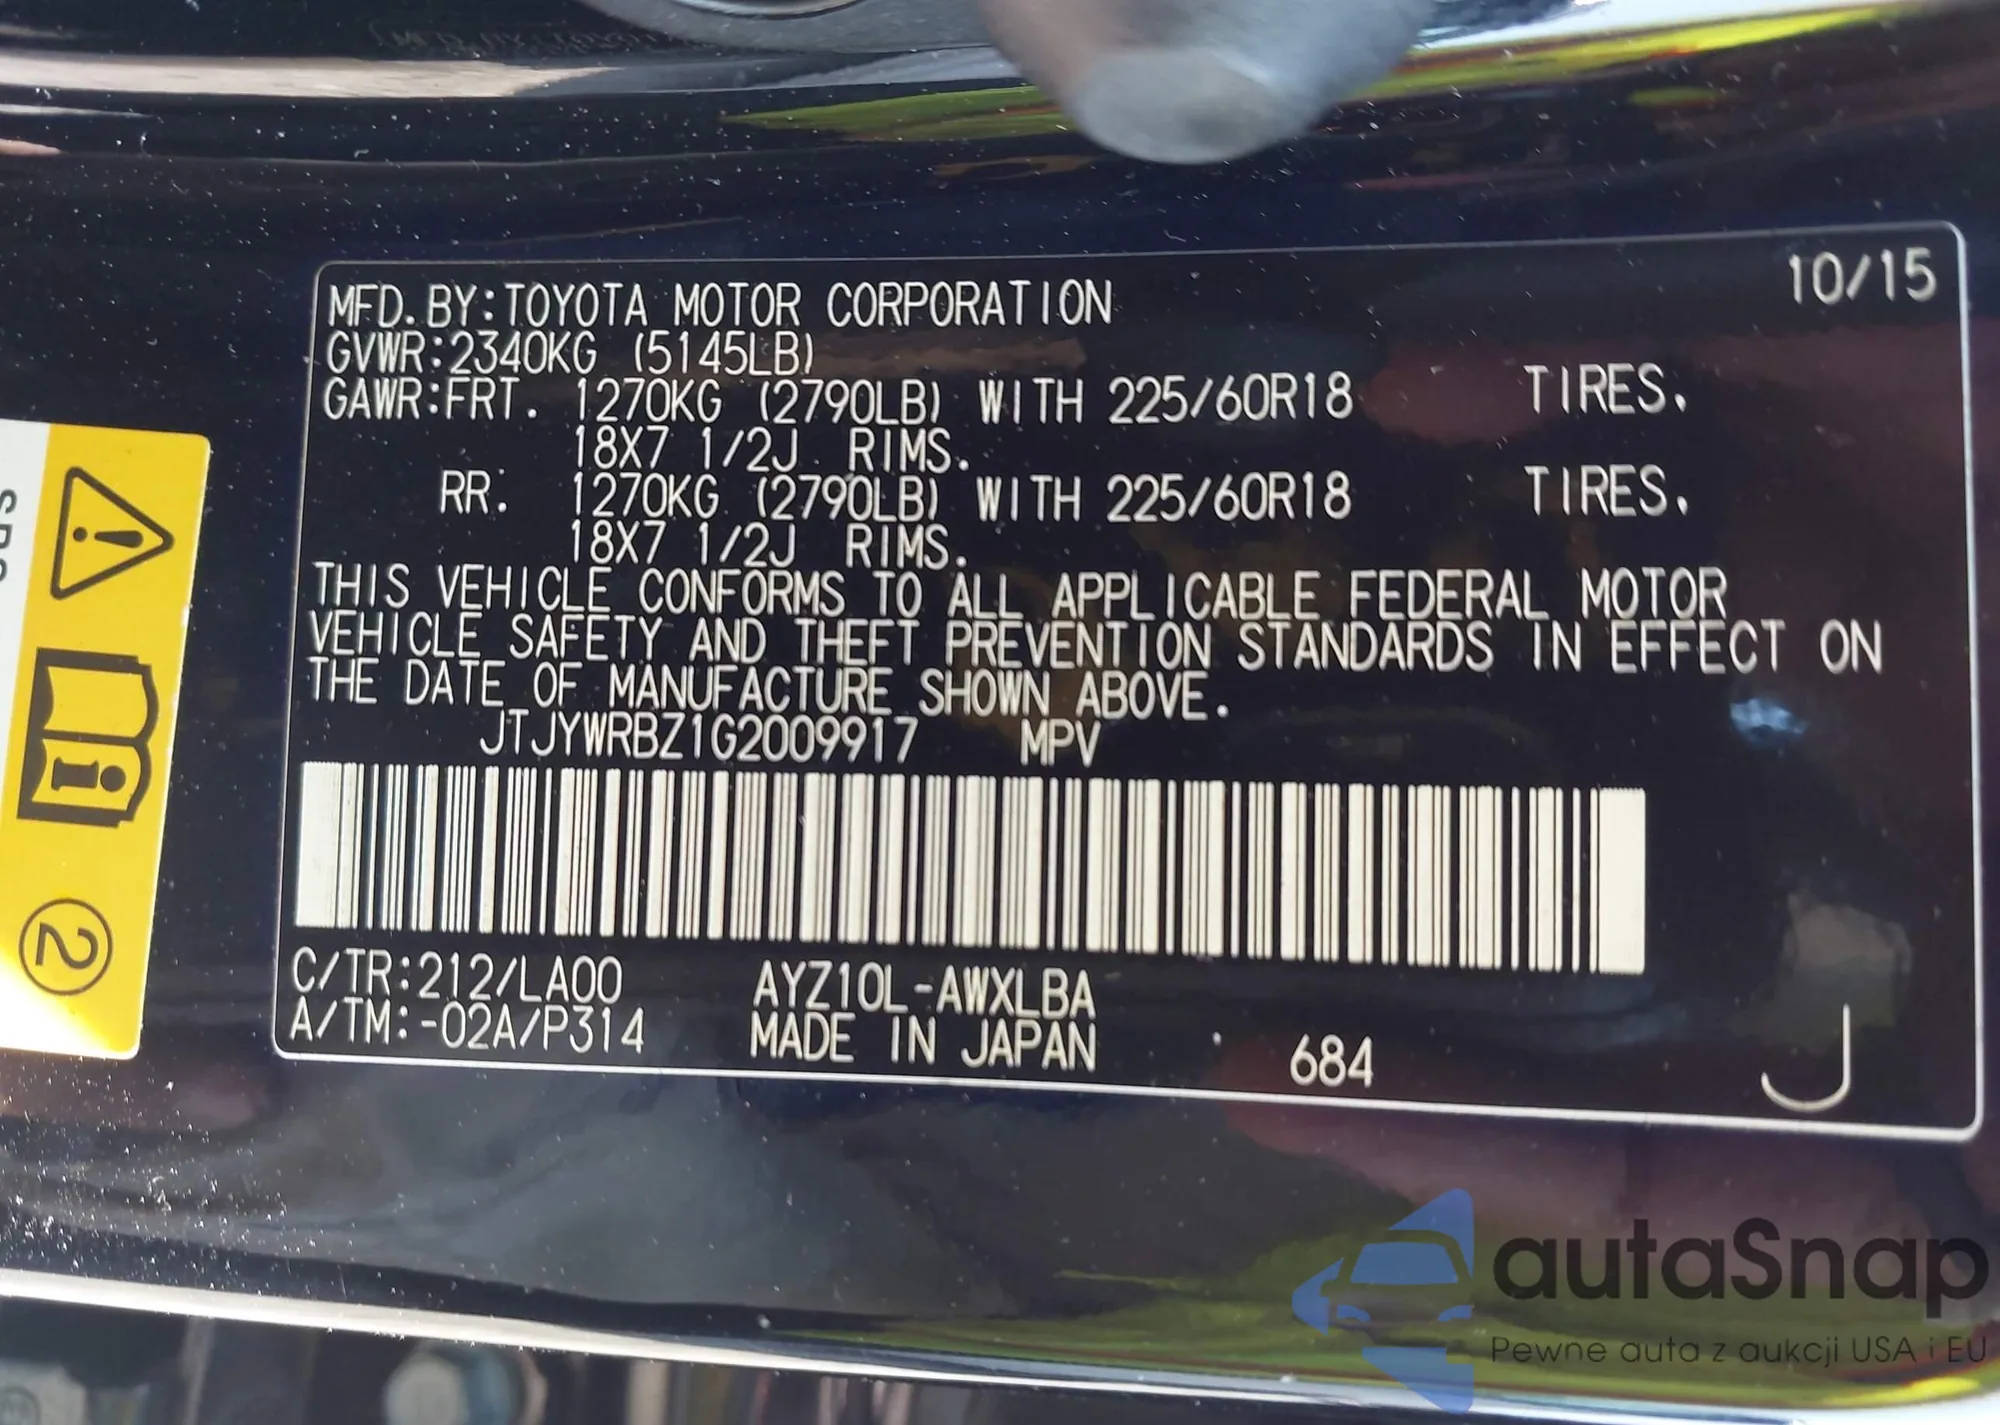 10/15
MFD.BY:TOYOTA MOTOR CORPORATION
GVWR:2340KG (5145LB)
GAWR:FRT. 1270KG (2790LB) WITH 225/60R18 TIRES.
18X7 1/2J RIMS.
RR. 1270KG (2790LB) WITH 225/60R18 TIRES.
18X7 1/2J RIMS.
THIS VEHICLE CONFORMS TO ALL APPLICABLE FEDERAL MOTOR
VEHICLE SAFETY AND THEFT PREVENTION STANDARDS IN EFFECT ON
THE DATE OF MANUFACTURE SHOWN ABOVE.
JTJYWRBZ1G2009917 MPV
C/TR:212/LA00 AYZ10L-AWXLBA
A/TM:-02A/P314 MADE IN JAPAN 684 J
2
autaSnap
Pewne auta z aukcji USA i EU